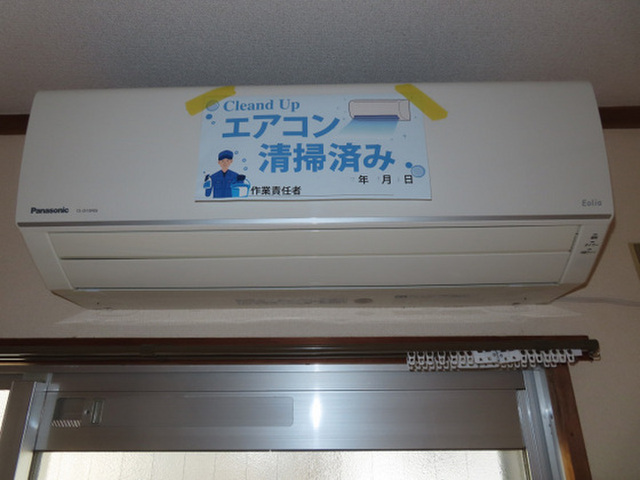 Cleand Up
エアコン
清掃済み
年 月 日
作業責任者
Panasonic
Eolia